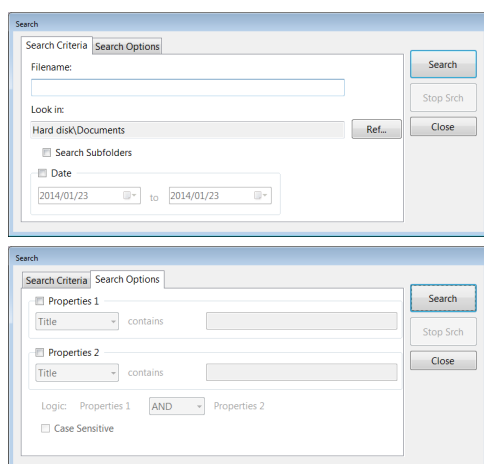 Search
Search Criteria Search Options
Filename:
Search
Stop Srch
Look in:
Hard disk\Documents Ref... Close
Search Subfolders
Date
2014/01/23 to 2014/01/23
Search
Search Criteria Search Options
Properties 1 Search
Title contains
Stop Srch
Properties 2
Close
Title contains
Logic: Properties 1 AND Properties 2
Case Sensitive